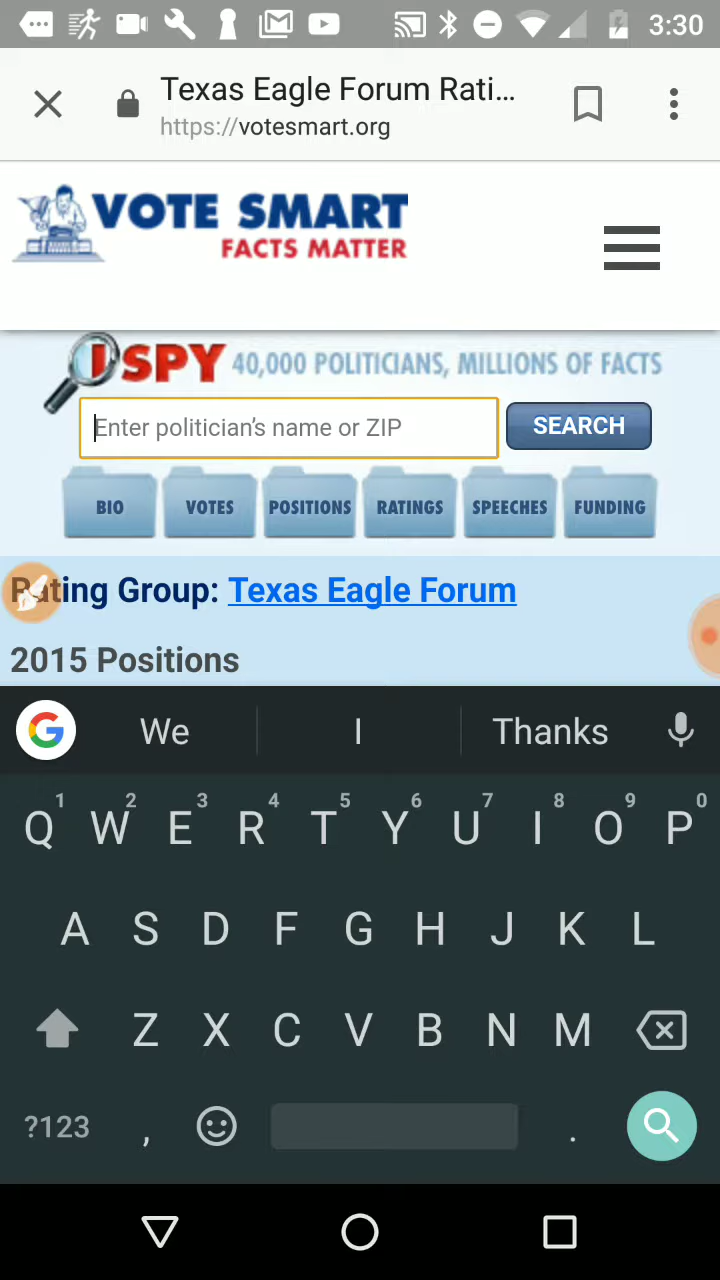 3:30
Texas Eagle Forum Rati...
https://votesmart.org
VOTE SMART
FACTS MATTER
I SPY 40,000 POLITICIANS, MILLIONS OF FACTS
Enter politician's name or ZIP SEARCH
BIO VOTES POSITIONS RATINGS SPEECHES FUNDING
Rating Group: Texas Eagle Forum
2015 Positions
G We I Thanks
1 2 3 4 5 6 7 8 9 0
Q W E R T Y U I O P
A S D F G H J K L
Z X C V B N M
?123 , .